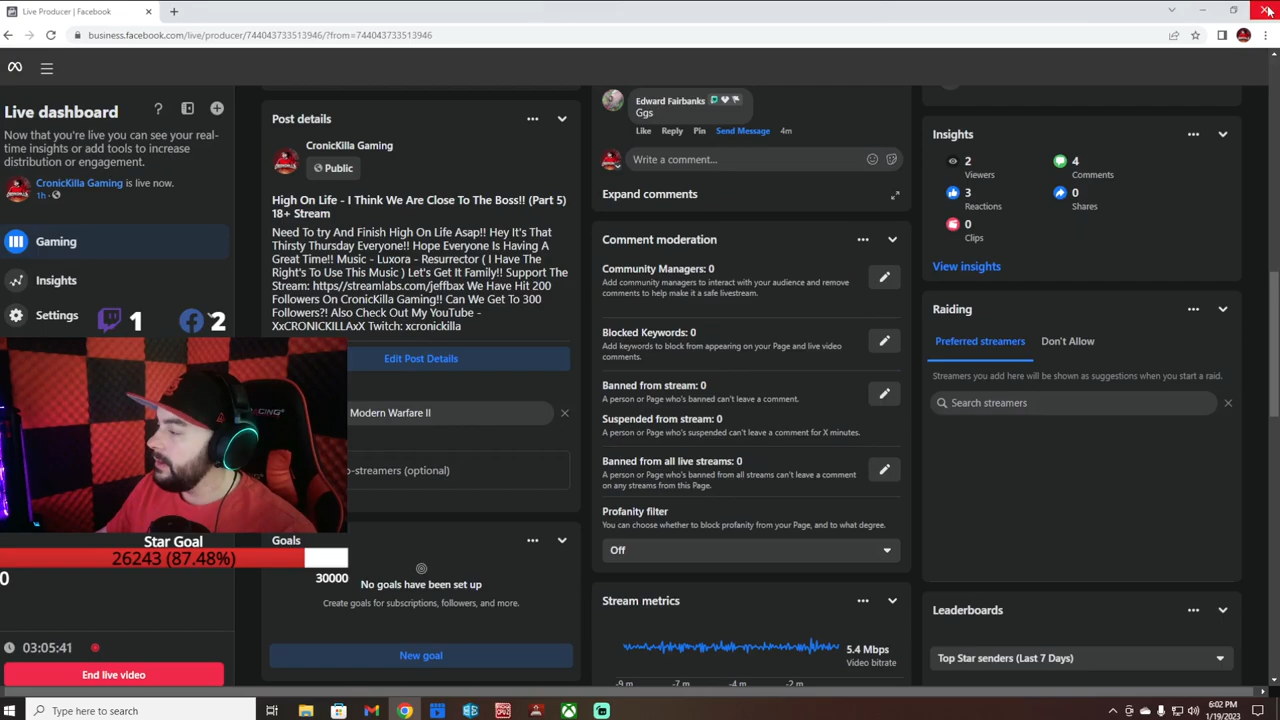 Live Producer | Facebook
business.facebook.com/live/producer/744043733513946/?from=744043733513946
Live dashboard
Now that you're live you can see your real-
time insights or add tools to increase
distribution or engagement.
CronicKilla Gaming is live now.
1h
Gaming
Insights
Settings
1
2
Star Goal
26243 (87.48%)
0
30000
03:05:41
End live video
Post details
CronicKilla Gaming
Public
High On Life - I Think We Are Close To The Boss!! (Part 5)
18+ Stream
Need To try And Finish High On Life Asap!! Hey It's That
Thirsty Thursday Everyone!! Hope Everyone Is Having A
Great Time!! Music - Luxora - Resurrector ( I Have The
Right's To Use This Music ) Let's Get It Family!! Support The
Stream: https//streamlabs.com/jeffbax We Have Hit 200
Followers On CronicKilla Gaming!! Can We Get To 300
Followers?! Also Check Out My YouTube -
XxCRONICKILLAxX Twitch: xcronickilla
Edit Post Details
Modern Warfare II
o-streamers (optional)
Goals
No goals have been set up
Create goals for subscriptions, followers, and more.
New goal
Edward Fairbanks
Ggs
Like Reply Pin Send Message 4m
Write a comment...
Expand comments
Comment moderation
Community Managers: 0
Add community managers to interact with your audience and remove
comments to help make it a safe livestream.
Blocked Keywords: 0
Add keywords to block from appearing on your Page and live video
comments.
Banned from stream: 0
A person or Page who's banned can't leave a comment.
Suspended from stream: 0
A person or Page who's suspended can't leave a comment for X minutes.
Banned from all live streams: 0
A person or Page who's banned from all streams can't leave a comment
on any streams from this Page.
Profanity filter
You can choose whether to block profanity from your Page, and to what degree.
Off
Stream metrics
5.4 Mbps
Video bitrate
-9 m -7 m -4 m -2 m
Insights
2
Viewers
4
Comments
3
Reactions
0
Shares
0
Clips
View insights
Raiding
Preferred streamers Don't Allow
Streamers you add here will be shown as suggestions when you start a raid.
Search streamers
Leaderboards
Top Star senders (Last 7 Days)
Type here to search
6:02 PM
1/19/2023